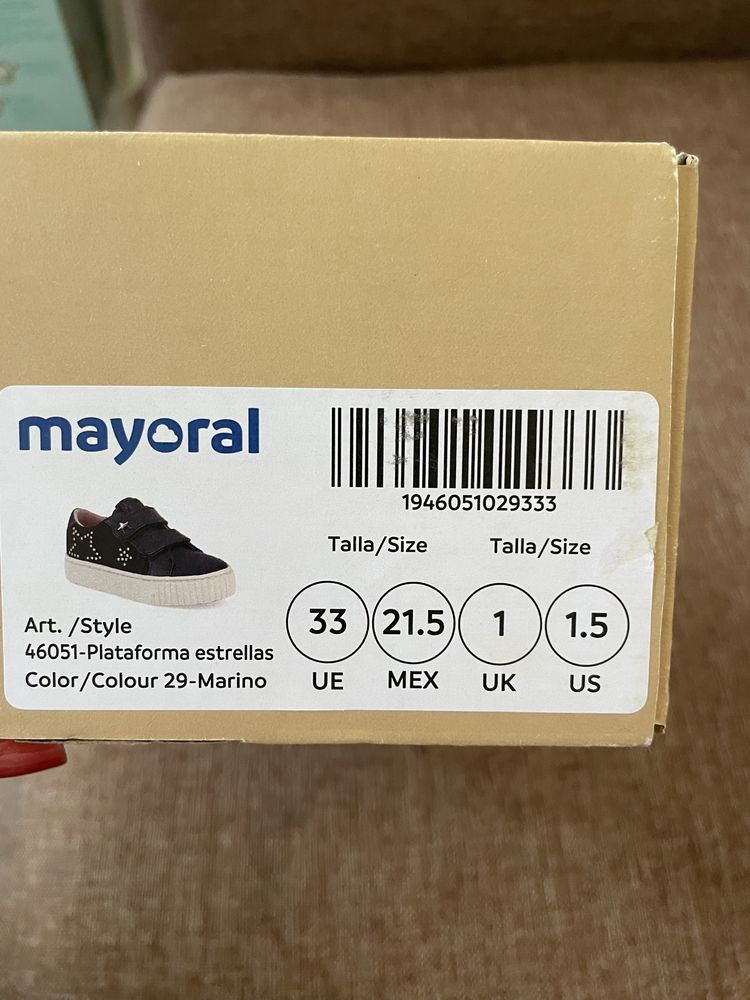 mayoral
1946051029333
Talla/Size Talla/Size
33 21.5 1 1.5
UE MEX UK US
Art. /Style
46051-Plataforma estrellas
Color/Colour 29-Marino